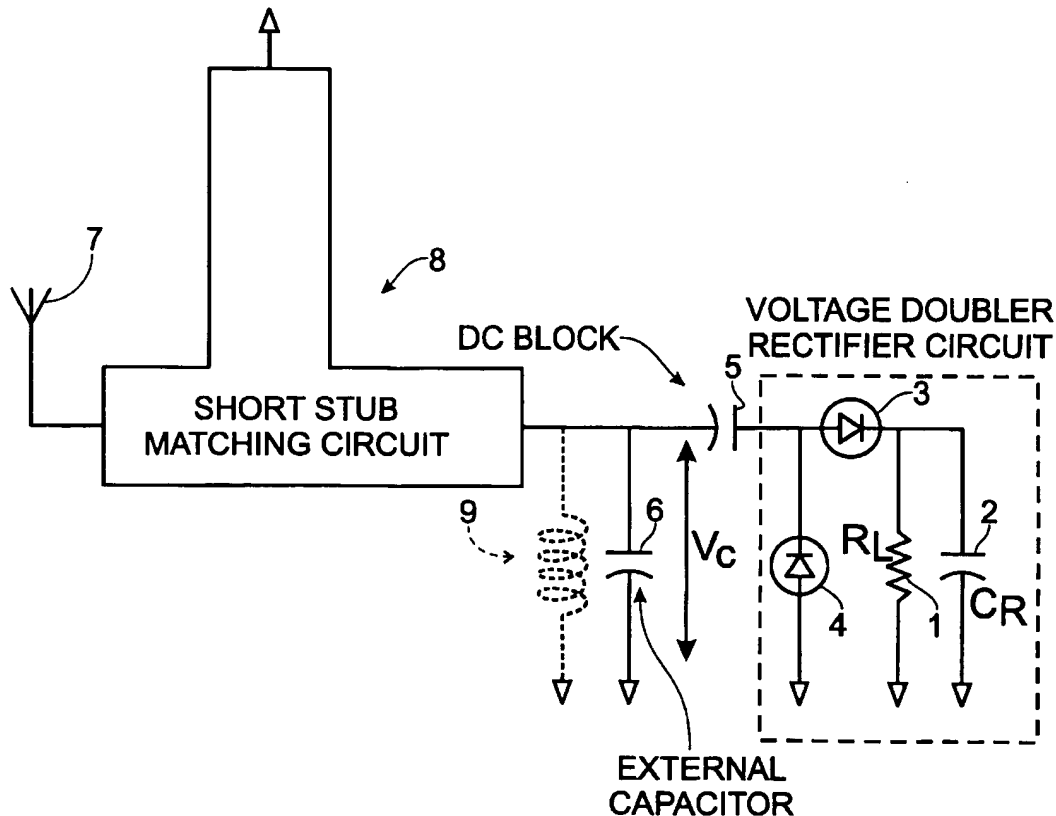 7
8
VOLTAGE DOUBLER
RECTIFIER CIRCUIT
DC BLOCK
5
3
SHORT STUB
MATCHING CIRCUIT
9
6
VC
RL
2
4
1
CR
EXTERNAL
CAPACITOR